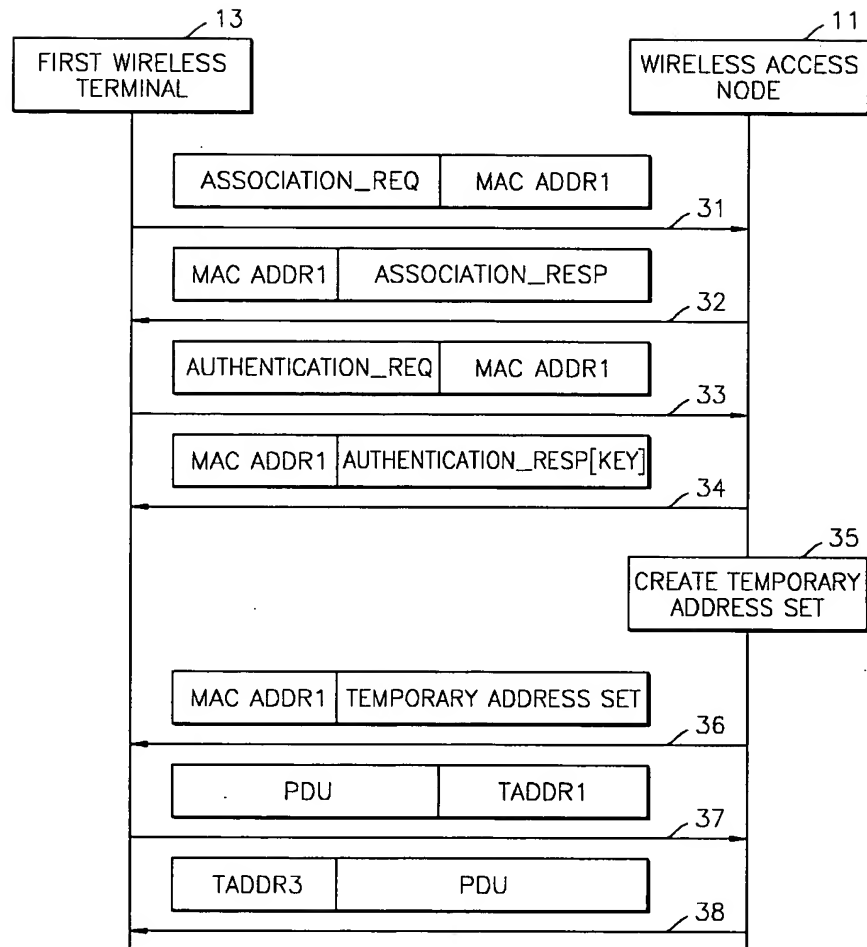 13
FIRST WIRELESS
TERMINAL
11
WIRELESS ACCESS
NODE
ASSOCIATION_REQ MAC ADDR1
31
MAC ADDR1 ASSOCIATION_RESP
32
AUTHENTICATION_REQ MAC ADDR1
33
MAC ADDR1 AUTHENTICATION_RESP[KEY]
34
35
CREATE TEMPORARY
ADDRESS SET
MAC ADDR1 TEMPORARY ADDRESS SET
36
PDU TADDR1
37
TADDR3 PDU
38